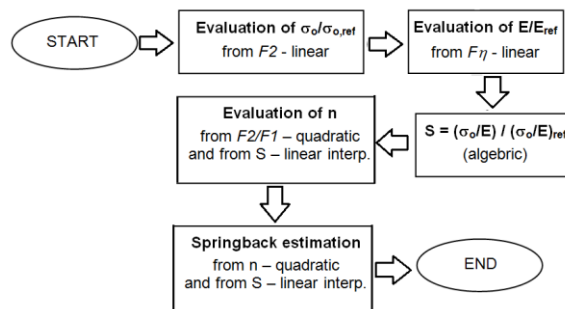 START
Evaluation of σo/σo,ref
from F2 - linear
Evaluation of E/Eref
from Fη - linear
S = (σo/E) / (σo/E)ref
(algebric)
Evaluation of n
from F2/F1 – quadratic
and from S – linear interp.
Springback estimation
from n – quadratic
and from S – linear interp.
END